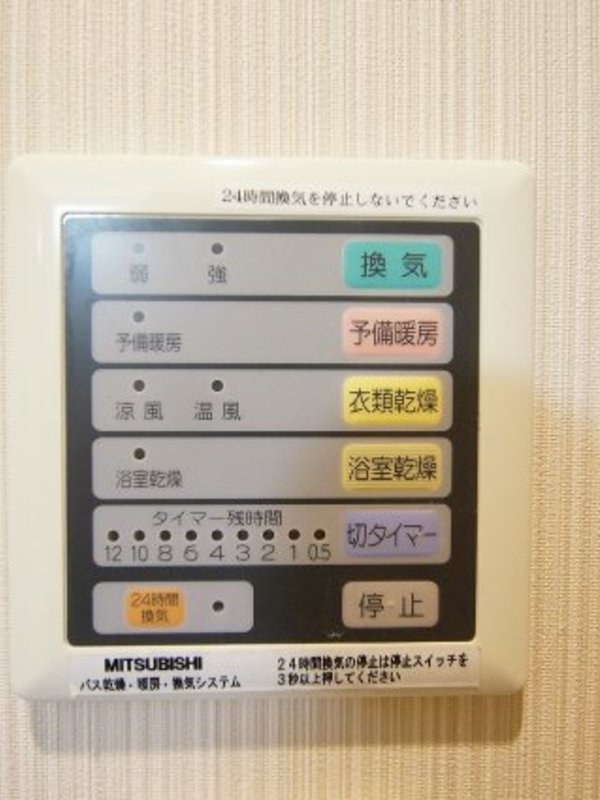 24時間換気を停止しないでください
弱 強 換気
予備暖房 予備暖房
涼風 温風 衣類乾燥
浴室乾燥 浴室乾燥
タイマー残時間
12 10 8 6 4 3 2 1 0.5 切タイマー
24時間
換気
停止
MITSUBISHI
バス乾燥・暖房・換気システム
24時間換気の停止は停止スイッチを
3秒以上押してください